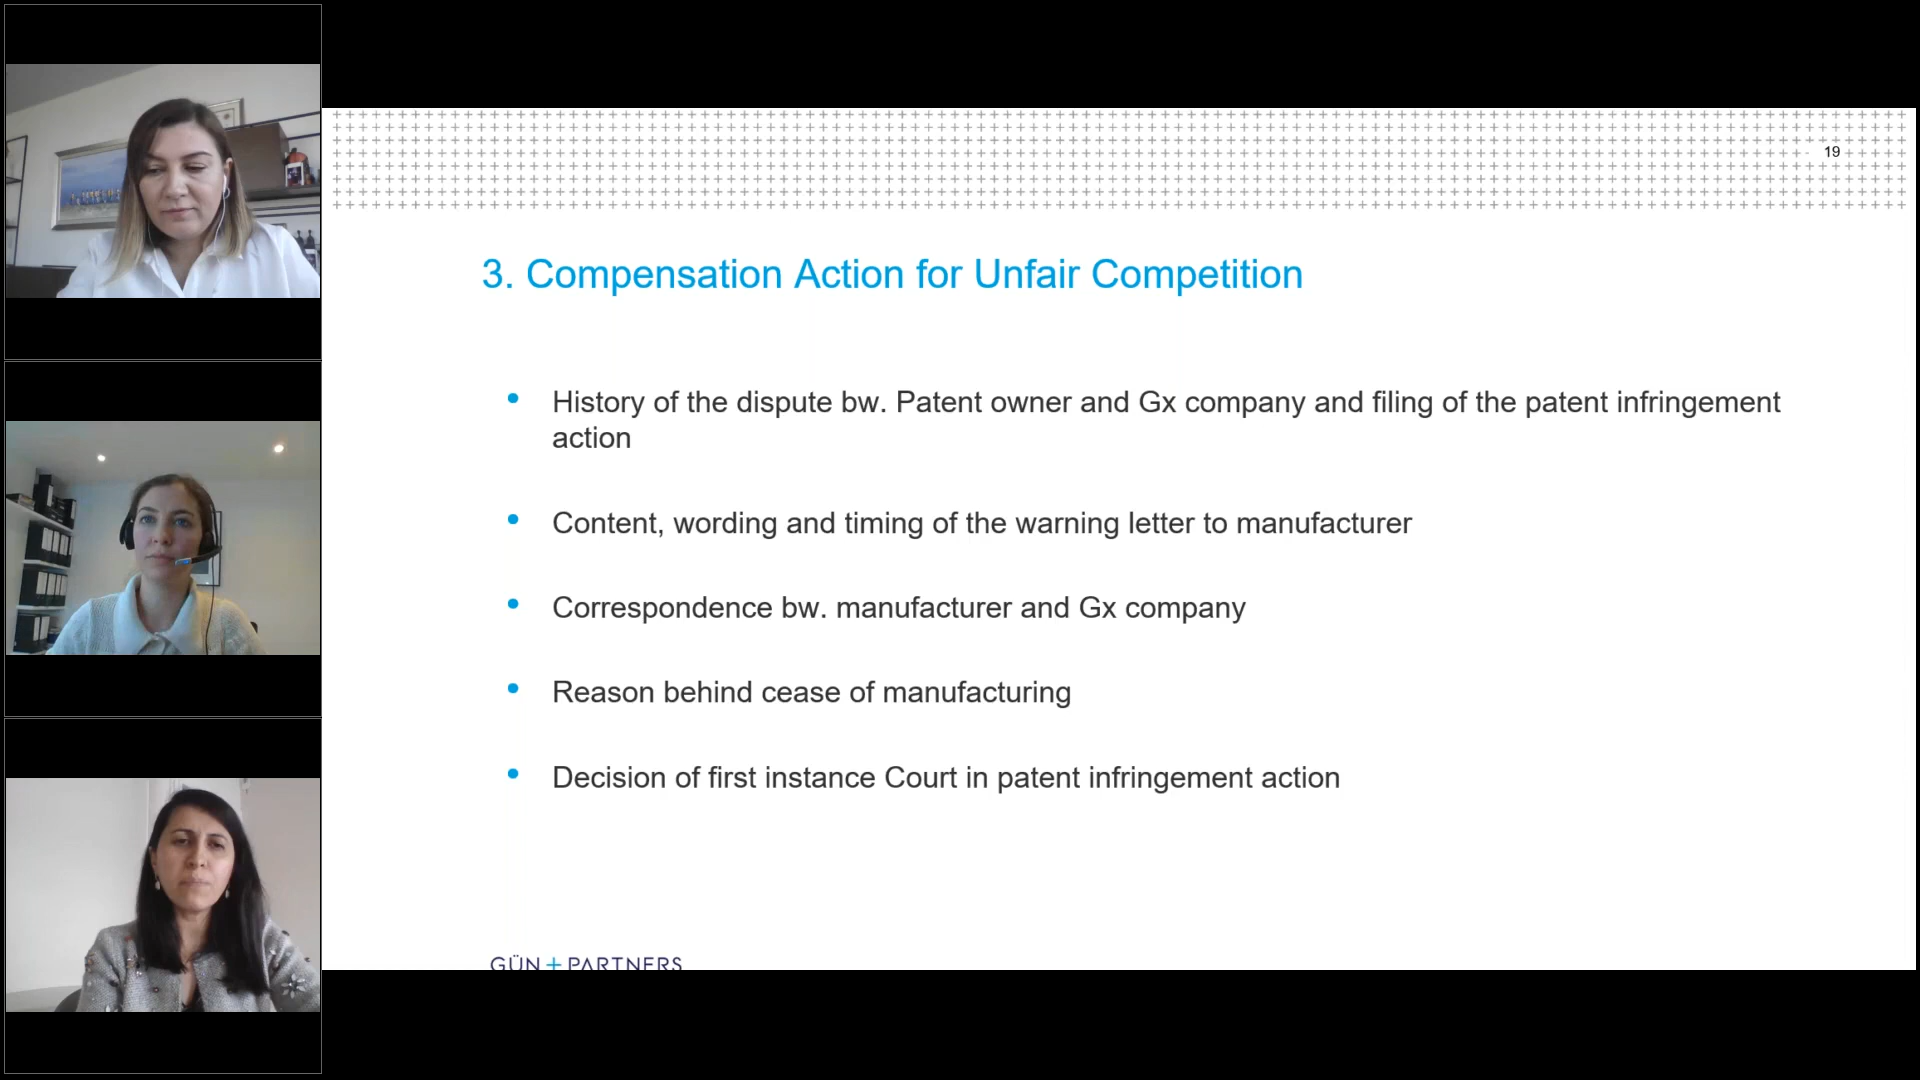 19
3. Compensation Action for Unfair Competition
• History of the dispute bw. Patent owner and Gx company and filing of the patent infringement
action
• Content, wording and timing of the warning letter to manufacturer
• Correspondence bw. manufacturer and Gx company
• Reason behind cease of manufacturing
• Decision of first instance Court in patent infringement action
GÜN + PARTNERS